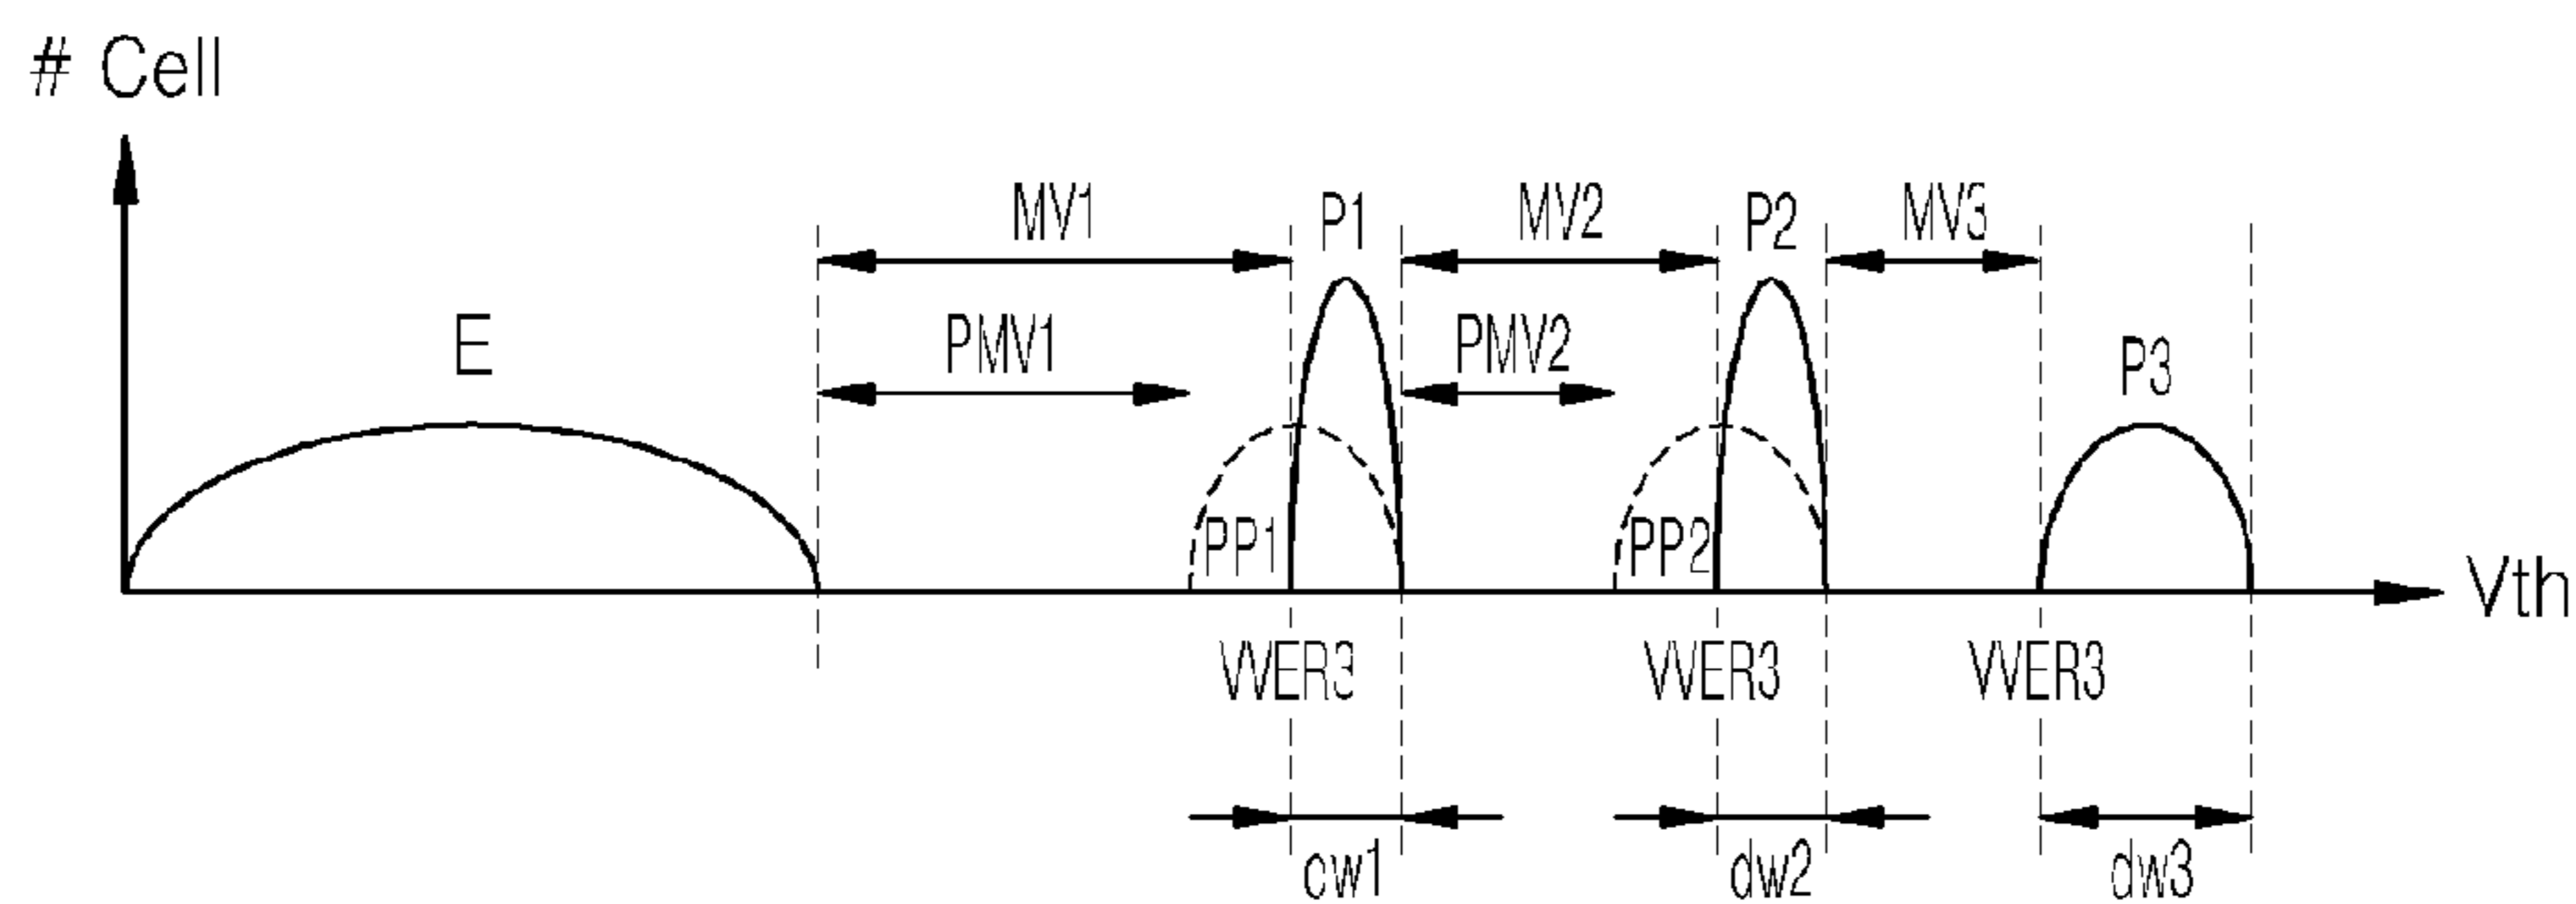 # Cell
MV1 P1 MV2 P2 MV3
E PMV1 PMV2 P3
PP1 PP2
Vth
VVER3 VVER3 VVER3
cw1 dw2 dw3